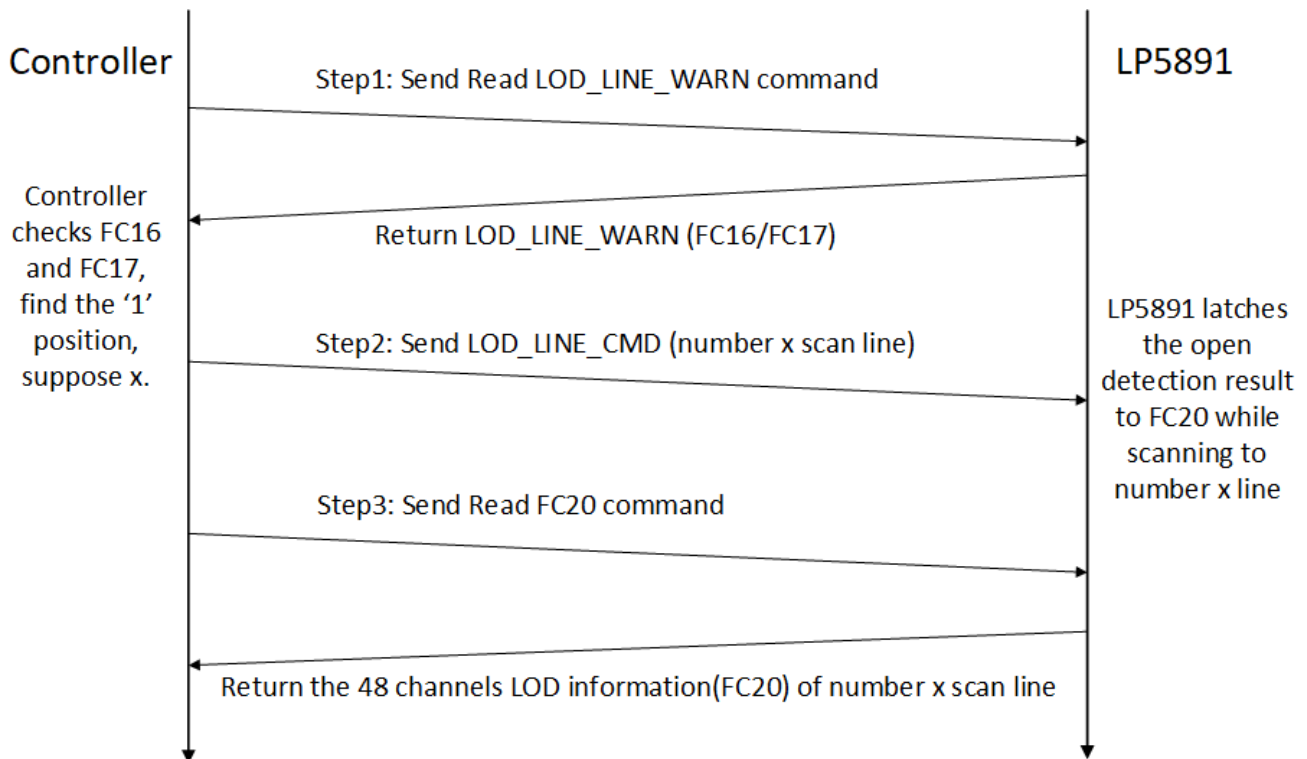 Controller
LP5891
Step1: Send Read LOD_LINE_WARN command
Return LOD_LINE_WARN (FC16/FC17)
Controller
checks FC16
and FC17,
find the ‘1’
position,
suppose x.
Step2: Send LOD_LINE_CMD (number x scan line)
LP5891 latches
the open
detection result
to FC20 while
scanning to
number x line
Step3: Send Read FC20 command
Return the 48 channels LOD information(FC20) of number x scan line